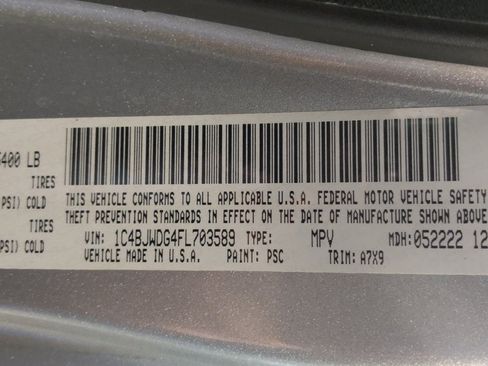 5400 LB
TIRES
PSI) COLD
TIRES
PSI) COLD
THIS VEHICLE CONFORMS TO ALL APPLICABLE U.S.A. FEDERAL MOTOR VEHICLE SAFETY
THEFT PREVENTION STANDARDS IN EFFECT ON THE DATE OF MANUFACTURE SHOWN ABOVE
VIN: 1C4BJWDG4FL703589 TYPE: MPV MDH: 052222 12
VEHICLE MADE IN U.S.A. PAINT: PSC TRIM: A7X9